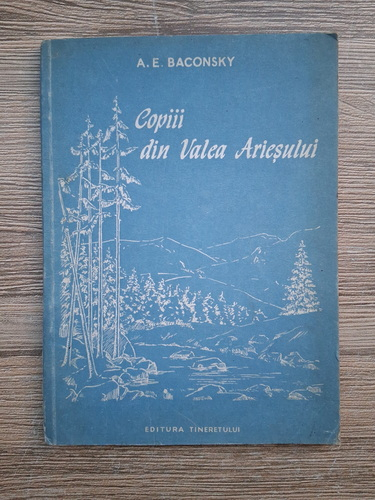 A. E. BACONSKY
Copiii
din Valea Arieșului
EDITURA TINERETULUI